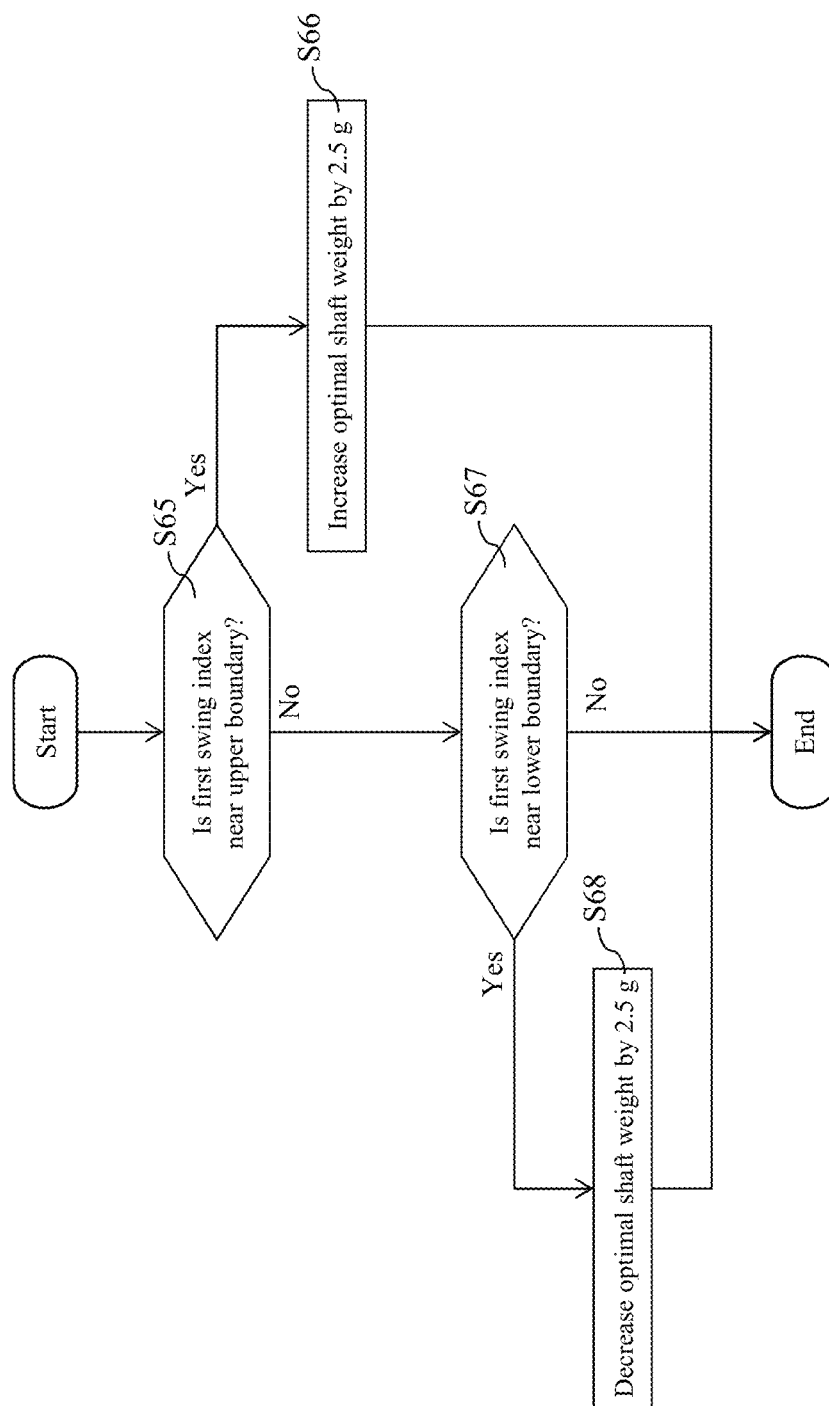 Start
S65
Is first swing index
near upper boundary?
Yes
No
S66
Increase optimal shaft weight by 2.5 g
S67
Is first swing index
near lower boundary?
Yes
No
S68
Decrease optimal shaft weight by 2.5 g
End